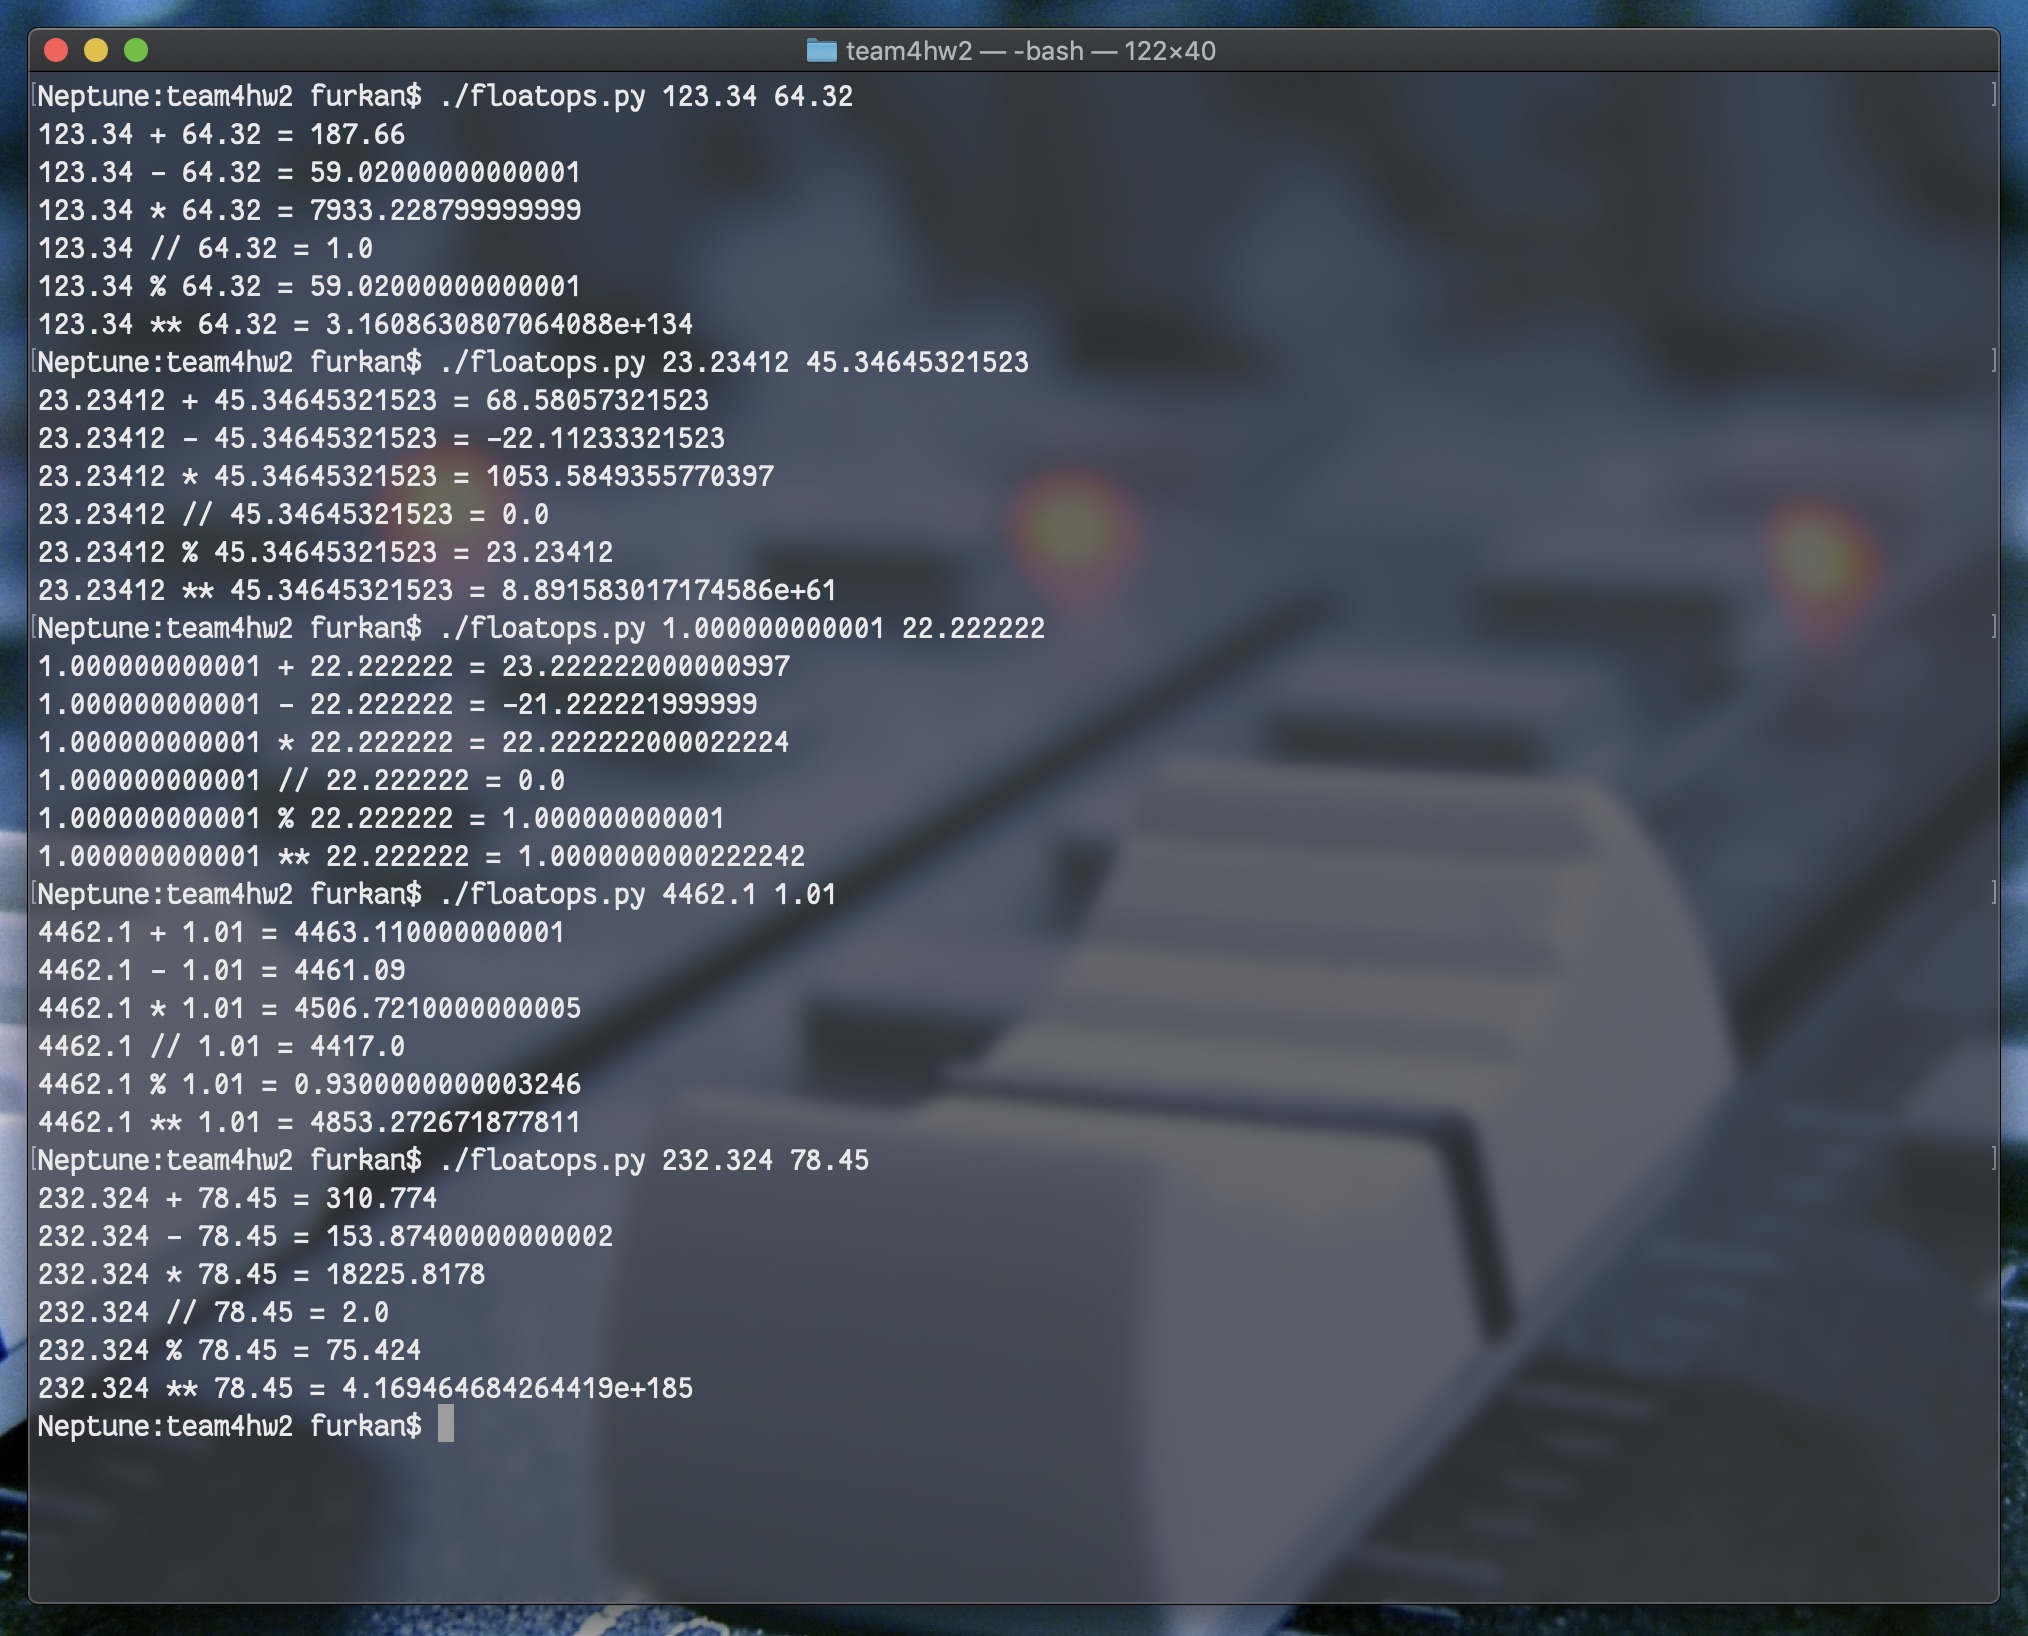 team4hw2 — -bash — 122×40
Neptune:team4hw2 furkan$ ./floatops.py 123.34 64.32
123.34 + 64.32 = 187.66
123.34 - 64.32 = 59.02000000000001
123.34 * 64.32 = 7933.228799999999
123.34 // 64.32 = 1.0
123.34 % 64.32 = 59.02000000000001
123.34 ** 64.32 = 3.1608630807064088e+134
Neptune:team4hw2 furkan$ ./floatops.py 23.23412 45.34645321523
23.23412 + 45.34645321523 = 68.58057321523
23.23412 - 45.34645321523 = -22.11233321523
23.23412 * 45.34645321523 = 1053.5849355770397
23.23412 // 45.34645321523 = 0.0
23.23412 % 45.34645321523 = 23.23412
23.23412 ** 45.34645321523 = 8.891583017174586e+61
Neptune:team4hw2 furkan$ ./floatops.py 1.000000000001 22.222222
1.000000000001 + 22.222222 = 23.222222000000997
1.000000000001 - 22.222222 = -21.222221999999
1.000000000001 * 22.222222 = 22.222222000022224
1.000000000001 // 22.222222 = 0.0
1.000000000001 % 22.222222 = 1.000000000001
1.000000000001 ** 22.222222 = 1.0000000000222242
Neptune:team4hw2 furkan$ ./floatops.py 4462.1 1.01
4462.1 + 1.01 = 4463.110000000001
4462.1 - 1.01 = 4461.09
4462.1 * 1.01 = 4506.7210000000005
4462.1 // 1.01 = 4417.0
4462.1 % 1.01 = 0.9300000000003246
4462.1 ** 1.01 = 4853.272671877811
Neptune:team4hw2 furkan$ ./floatops.py 232.324 78.45
232.324 + 78.45 = 310.774
232.324 - 78.45 = 153.87400000000002
232.324 * 78.45 = 18225.8178
232.324 // 78.45 = 2.0
232.324 % 78.45 = 75.424
232.324 ** 78.45 = 4.169464684264419e+185
Neptune:team4hw2 furkan$